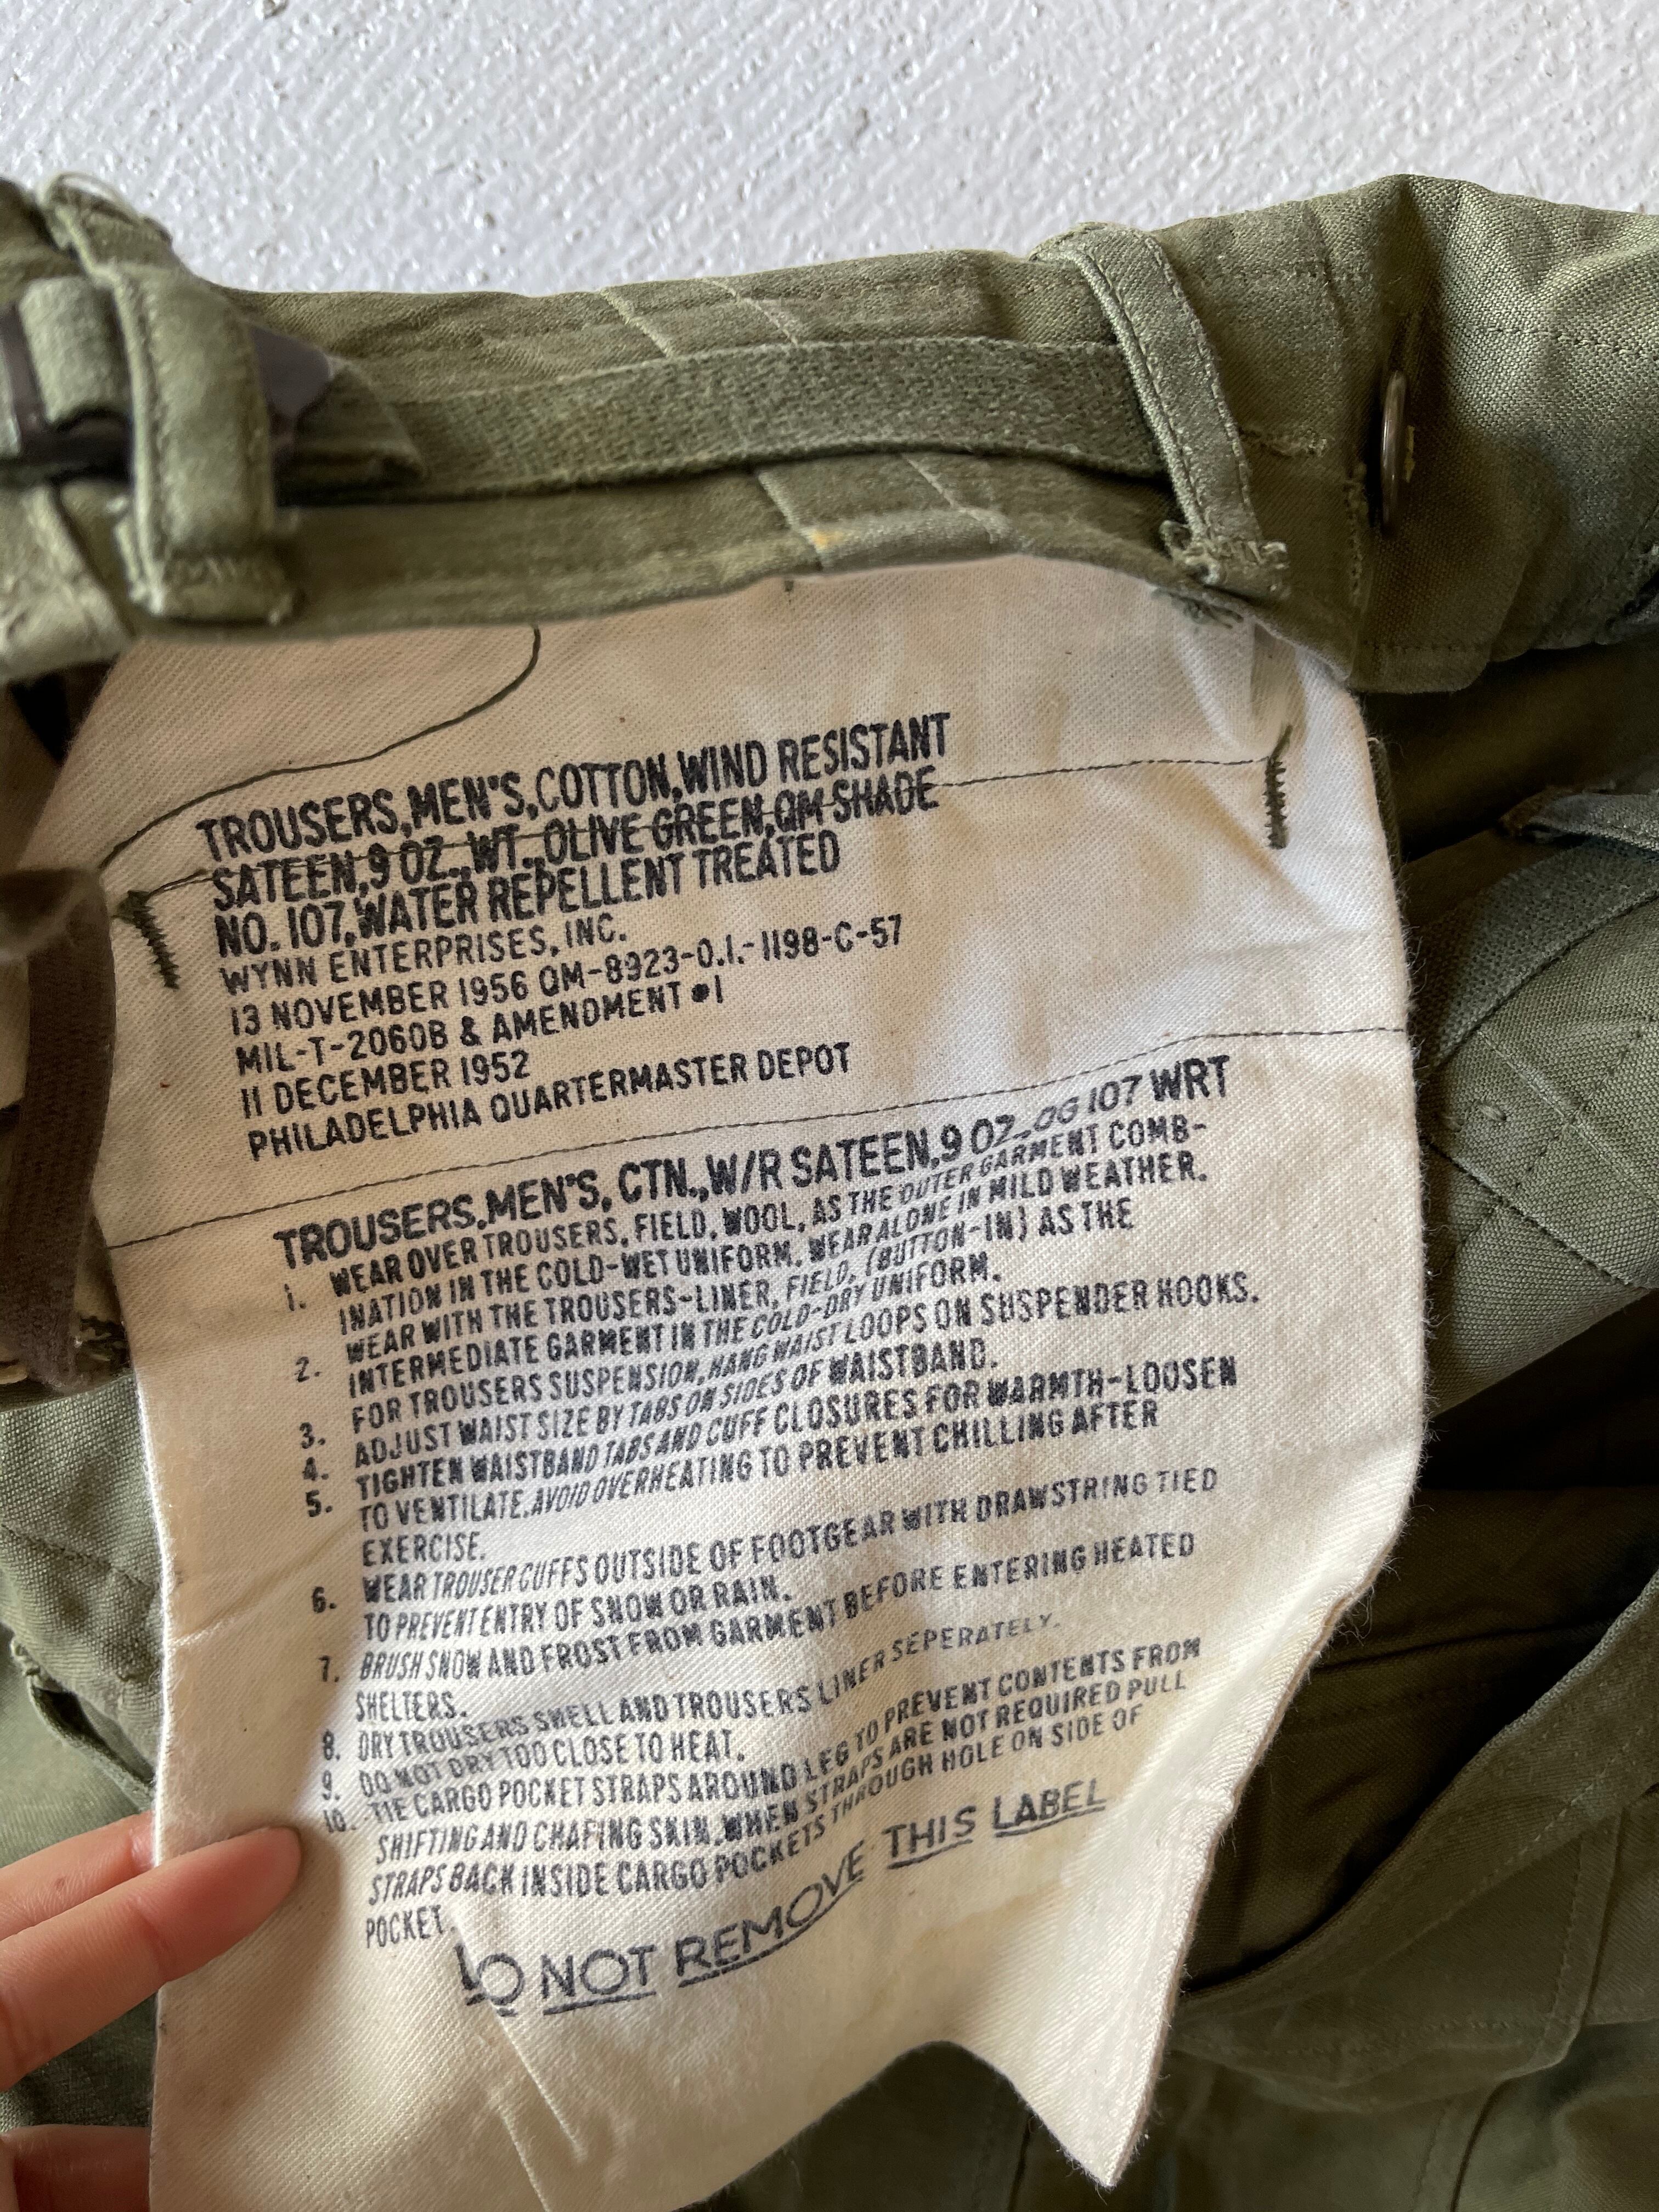 TROUSERS,MEN'S,COTTON,WIND RESISTANT
SATEEN,9 OZ.,WT.,OLIVE GREEN,QM SHADE
NO. 107,WATER REPELLENT TREATED
WYNN ENTERPRISES, INC.
13 NOVEMBER 1956 QM-8923-O.I.-1198-C-57
MIL-T-2060B & AMENDMENT #1
11 DECEMBER 1952
PHILADELPHIA QUARTERMASTER DEPOT
TROUSERS,MEN'S, CTN.,W/R SATEEN,9 OZ.,OG 107 WRT
1. WEAR OVER TROUSERS, FIELD, WOOL, AS THE OUTER GARMENT COMB-
INATION IN THE COLD-WET UNIFORM. WEAR ALONE IN MILD WEATHER.
2. WEAR WITH THE TROUSERS-LINER, FIELD, (BUTTON-IN) AS THE
INTERMEDIATE GARMENT IN THE COLD-DRY UNIFORM.
3. FOR TROUSERS SUSPENSION, HANG WAIST LOOPS ON SUSPENDER HOOKS.
4. ADJUST WAIST SIZE BY TABS ON SIDES OF WAISTBAND.
5. TIGHTEN WAISTBAND TABS AND CUFF CLOSURES FOR WARMTH-LOOSEN
TO VENTILATE. AVOID OVERHEATING TO PREVENT CHILLING AFTER
EXERCISE.
6. WEAR TROUSER CUFFS OUTSIDE OF FOOTGEAR WITH DRAWSTRING TIED
TO PREVENT ENTRY OF SNOW OR RAIN.
7. BRUSH SNOW AND FROST FROM GARMENT BEFORE ENTERING HEATED
SHELTERS.
8. DRY TROUSERS SHELL AND TROUSERS LINER SEPERATELY.
9. DO NOT DRY TOO CLOSE TO HEAT.
10. TIE CARGO POCKET STRAPS AROUND LEG TO PREVENT CONTENTS FROM
SHIFTING AND CHAFING SKIN. WHEN STRAPS ARE NOT REQUIRED PULL
STRAPS BACK INSIDE CARGO POCKETS THROUGH HOLE ON SIDE OF
POCKET.
DO NOT REMOVE THIS LABEL